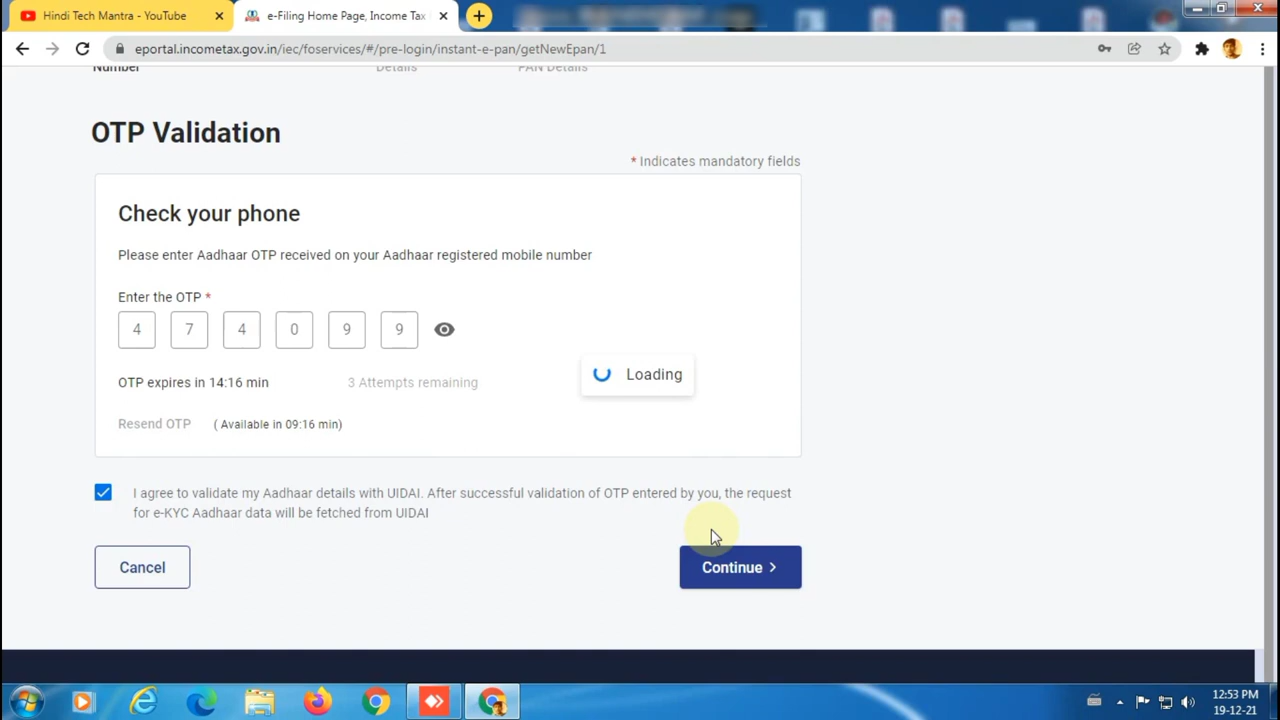 Hindi Tech Mantra - YouTube
e-Filing Home Page, Income Tax
eportal.incometax.gov.in/iec/foservices/#/pre-login/instant-e-pan/getNewEpan/1
Number Details PAN Details
OTP Validation
* Indicates mandatory fields
Check your phone
Please enter Aadhaar OTP received on your Aadhaar registered mobile number
Enter the OTP *
4 7 4 0 9 9
OTP expires in 14:16 min 3 Attempts remaining
Loading
Resend OTP ( Available in 09:16 min)
I agree to validate my Aadhaar details with UIDAI. After successful validation of OTP entered by you, the request
for e-KYC Aadhaar data will be fetched from UIDAI
Cancel Continue
12:53 PM
19-12-21